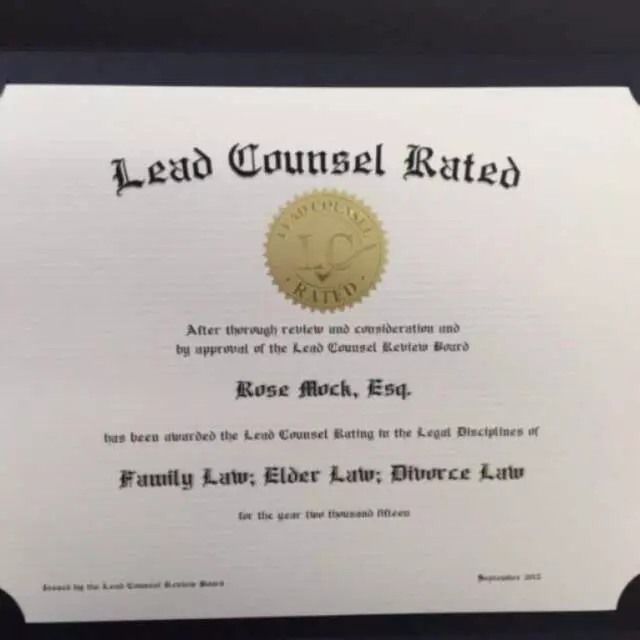 Lead Counsel Rated
LEAD COUNSEL
LC
RATED
After thorough review and consideration and
by approval of the Lead Counsel Review Board
Rose Mock, Esq.
has been awarded the Lead Counsel Rating in the Legal Disciplines of
Family Law; Elder Law; Divorce Law
for the year two thousand fifteen
Issued by the Lead Counsel Review Board
September